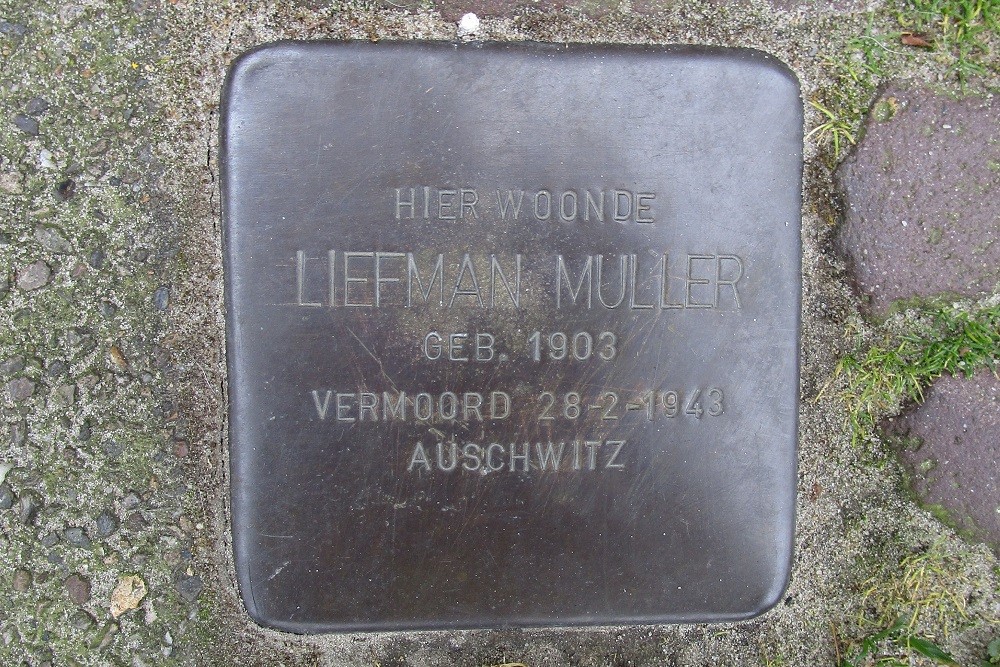 HIER WOONDE
LIEFMAN MULLER
GEB. 1903
VERMOORD 28-2-1943
AUSCHWITZ